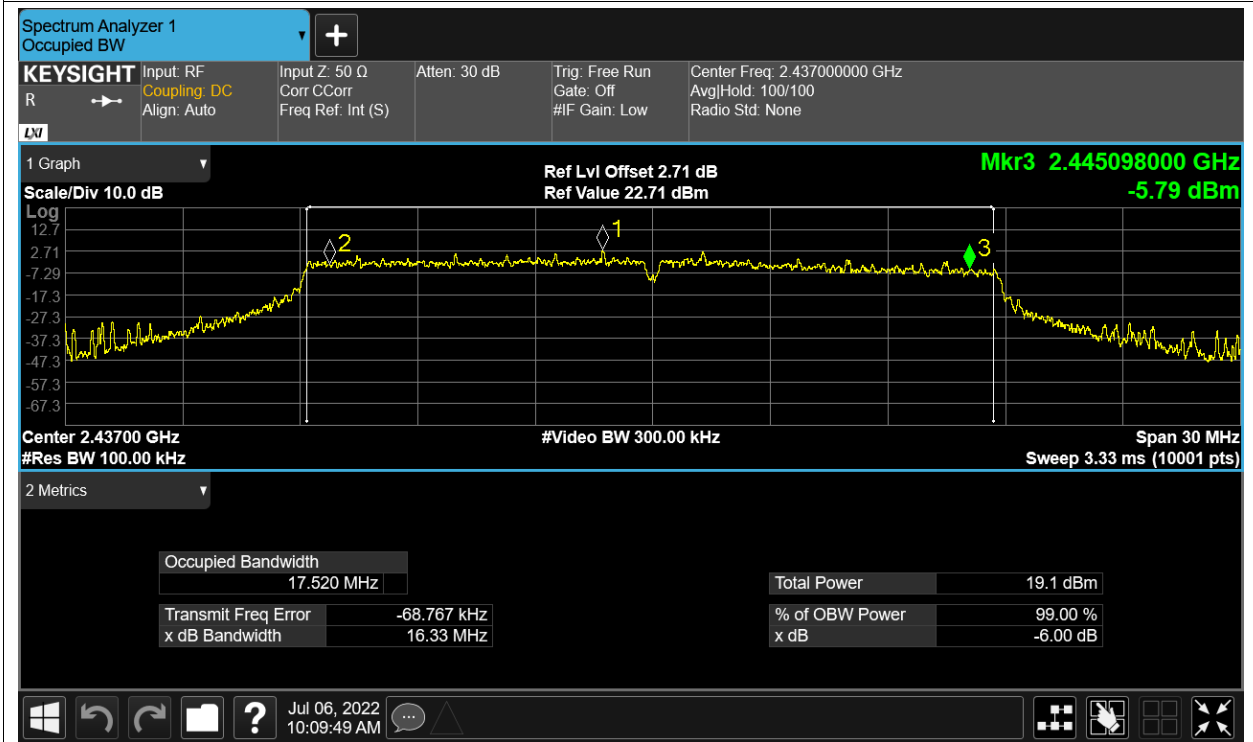 Spectrum Analyzer 1
Occupied BW
KEYSIGHT
R
LXI
Input: RF
Coupling: DC
Align: Auto
Input Z: 50 Ω
Corr CCorr
Freq Ref: Int (S)
Atten: 30 dB
Trig: Free Run
Gate: Off
#IF Gain: Low
Center Freq: 2.437000000 GHz
Avg|Hold: 100/100
Radio Std: None
1 Graph
Scale/Div 10.0 dB
Ref Lvl Offset 2.71 dB
Ref Value 22.71 dBm
Mkr3 2.445098000 GHz
-5.79 dBm
Log
12.7
2.71
-7.29
-17.3
-27.3
-37.3
-47.3
-57.3
-67.3
2
1
3
Center 2.43700 GHz
#Res BW 100.00 kHz
#Video BW 300.00 kHz
Span 30 MHz
Sweep 3.33 ms (10001 pts)
2 Metrics
Occupied Bandwidth
17.520 MHz
Transmit Freq Error -68.767 kHz
x dB Bandwidth 16.33 MHz
Total Power 19.1 dBm
% of OBW Power 99.00 %
x dB -6.00 dB
?
Jul 06, 2022
10:09:49 AM